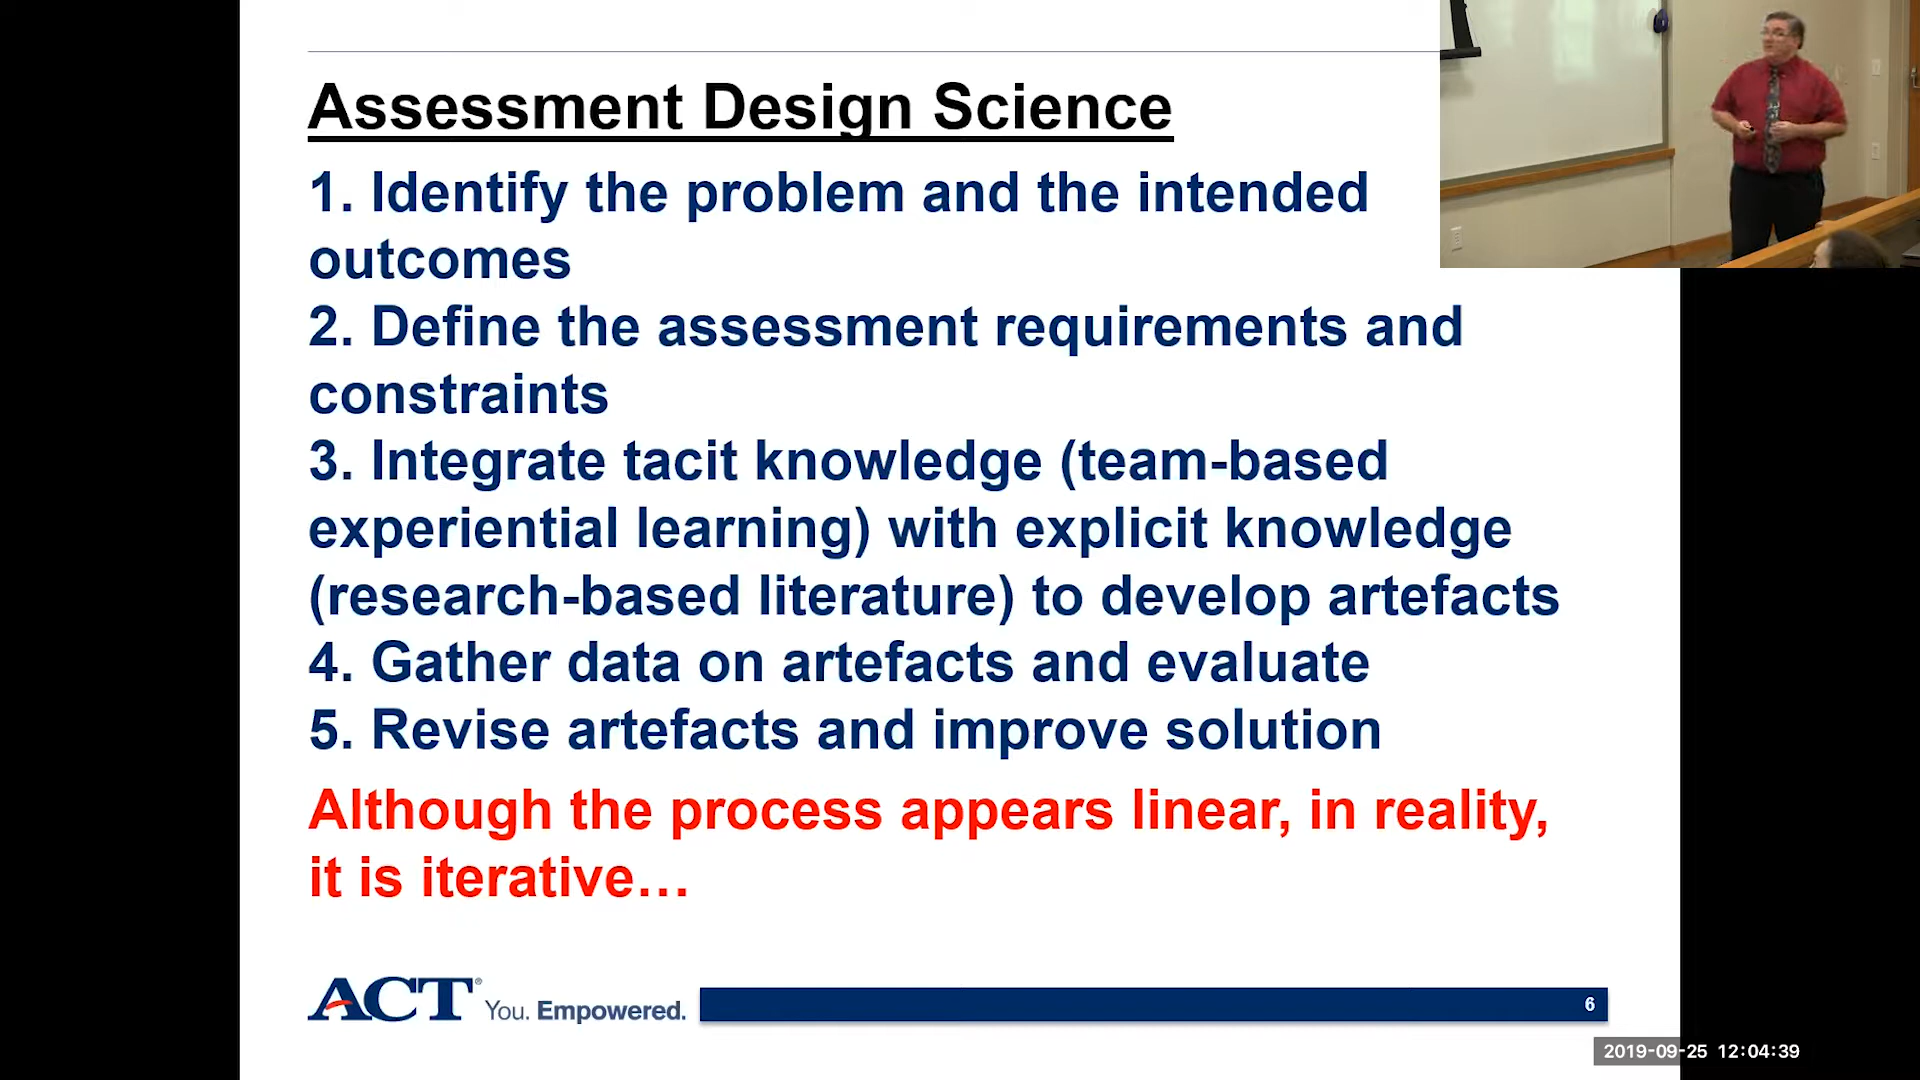 Assessment Design Science
1. Identify the problem and the intended
outcomes
2. Define the assessment requirements and
constraints
3. Integrate tacit knowledge (team-based
experiential learning) with explicit knowledge
(research-based literature) to develop artefacts
4. Gather data on artefacts and evaluate
5. Revise artefacts and improve solution
Although the process appears linear, in reality,
it is iterative…
ACT® You. Empowered.
6
2019-09-25 12:04:39